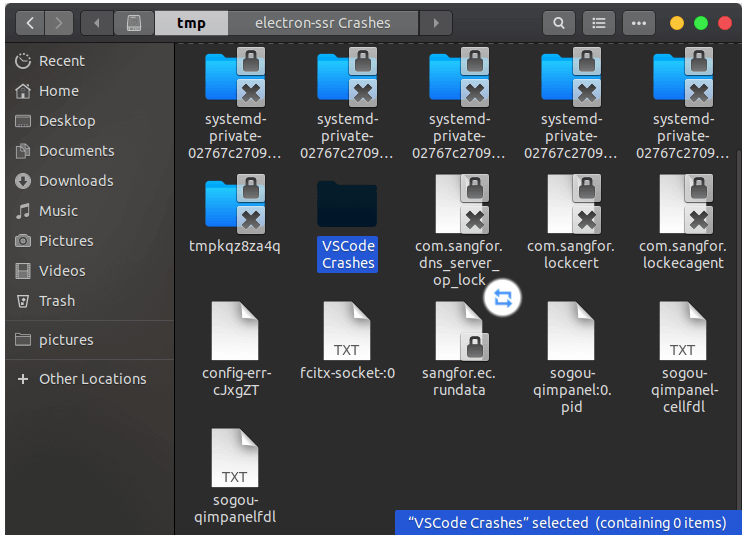 tmp
electron-ssr Crashes
Recent
Home
Desktop
Documents
Downloads
Music
Pictures
Videos
Trash
pictures
Other Locations
systemd-
private-
02767c2709...
systemd-
private-
02767c2709...
systemd-
private-
02767c2709...
systemd-
private-
02767c2709...
systemd-
private-
02767c2709...
tmpkqz8za4q
VSCode
Crashes
com.sangfor.
dns_server_
op_lock
com.sangfor.
lockcert
com.sangfor.
lockecagent
config-err-
cJxgZT
TXT
fcitx-socket-:0
sangfor.ec.
rundata
sogou-
qimpanel:0.
pid
TXT
sogou-
qimpanel-
cellfdl
TXT
sogou-
qimpanelfdl
“VSCode Crashes” selected (containing 0 items)